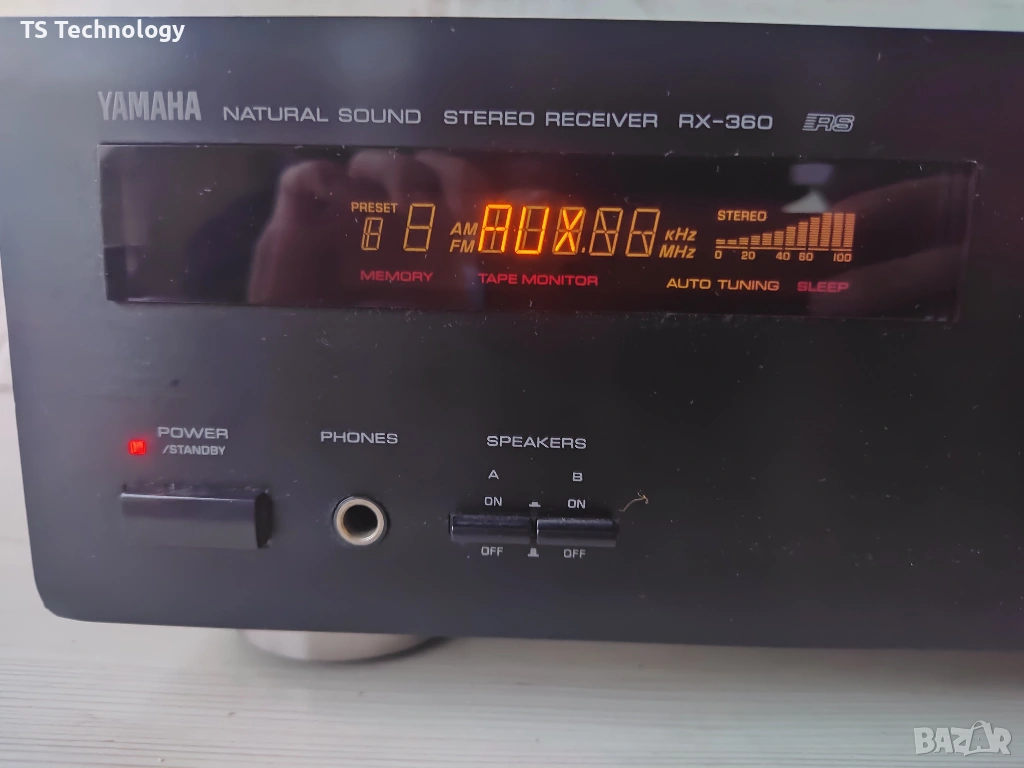 TS Technology
YAMAHA NATURAL SOUND STEREO RECEIVER RX-360 RS
PRESET
AM
FM
AUX
kHz
MHz
STEREO
0 20 40 60 100
MEMORY TAPE MONITOR AUTO TUNING SLEEP
POWER
/STANDBY
PHONES
SPEAKERS
A B
ON ON
OFF OFF
BAZAR